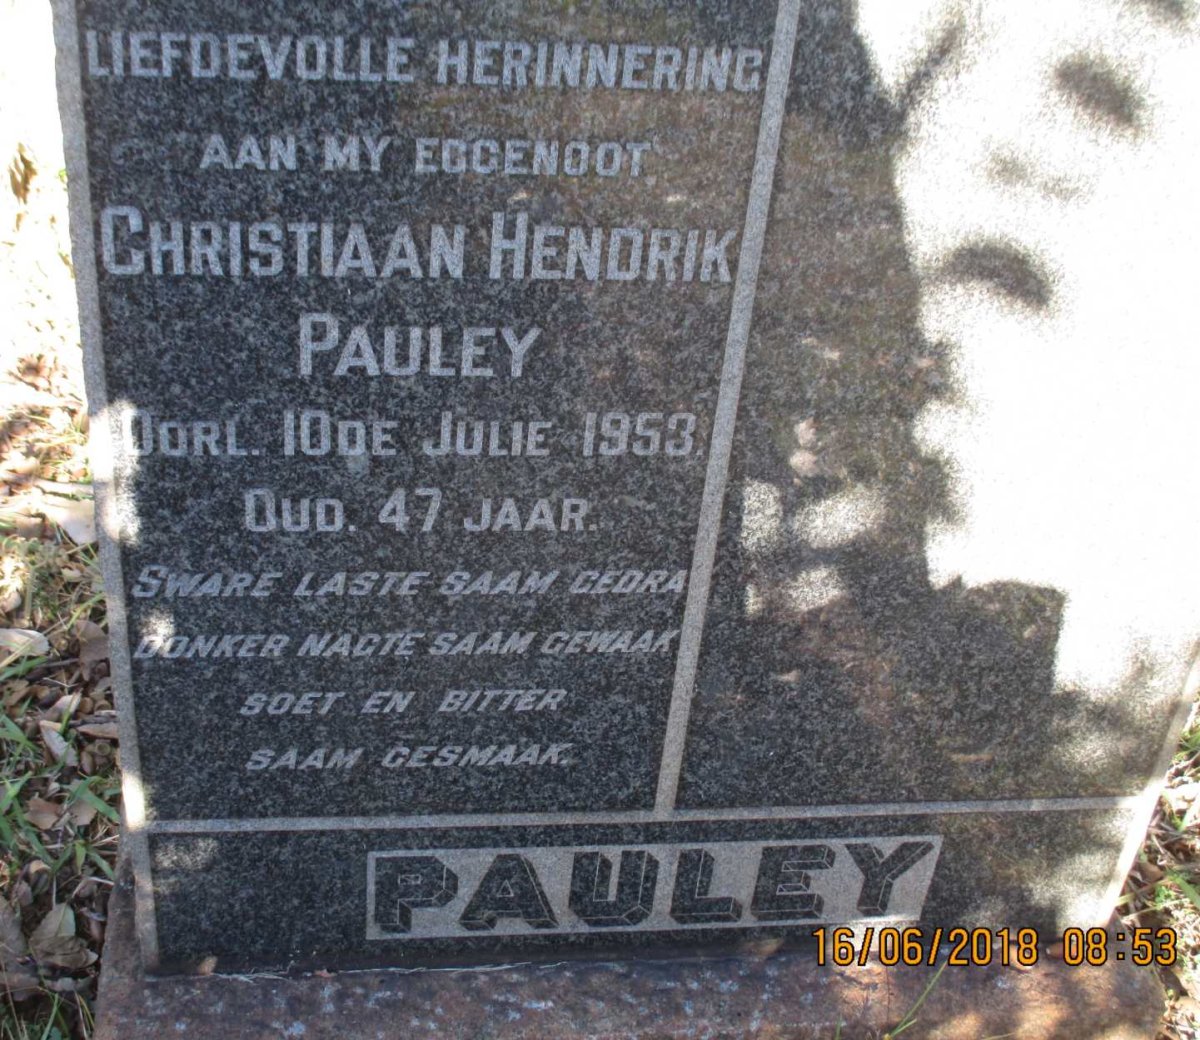 LIEFDEVOLLE HERINNERING
AAN MY EGGENOOT
CHRISTIAAN HENDRIK
PAULEY
OORL. 10DE JULIE 1953.
OUD. 47 JAAR.
SWARE LASTE SAAM GEDRA
DONKER NAGTE SAAM GEWAAK
SOET EN BITTER
SAAM GESMAAK.
PAULEY
16/06/2018 08:53